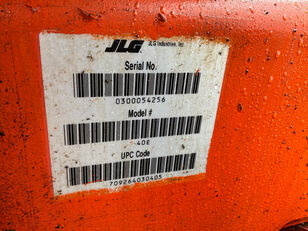 JLG JLG Industries, Inc.
Serial No.
0300054256
Model #
40E
UPC Code
709264030405